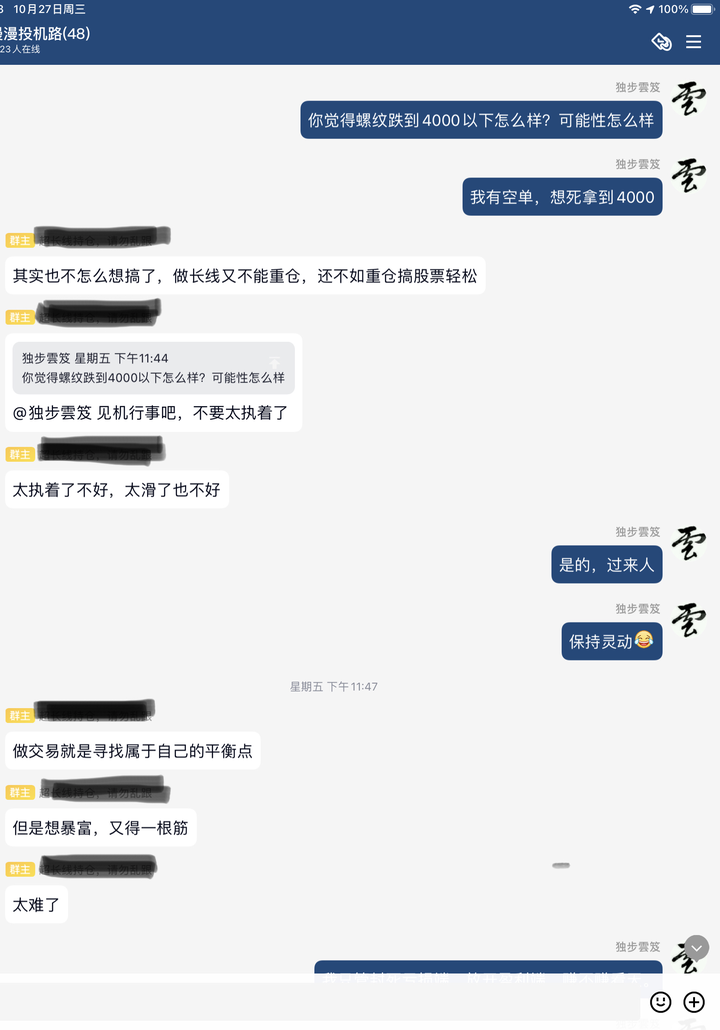 10月27日周三
100%
漫投机路(48)
23人在线
独步雲笈
雲
你觉得螺纹跌到4000以下怎么样？可能性怎么样
独步雲笈
雲
我有空单，想死拿到4000
群主
其实也不怎么想搞了，做长线又不能重仓，还不如重仓搞股票轻松
群主
独步雲笈 星期五 下午11:44
你觉得螺纹跌到4000以下怎么样？可能性怎么样
@独步雲笈 见机行事吧，不要太执着了
群主
太执着了不好，太滑了也不好
独步雲笈
雲
是的，过来人
独步雲笈
雲
保持灵动😂
星期五 下午11:47
群主
做交易就是寻找属于自己的平衡点
群主
但是想暴富，又得一根筋
群主
太难了
独步雲笈